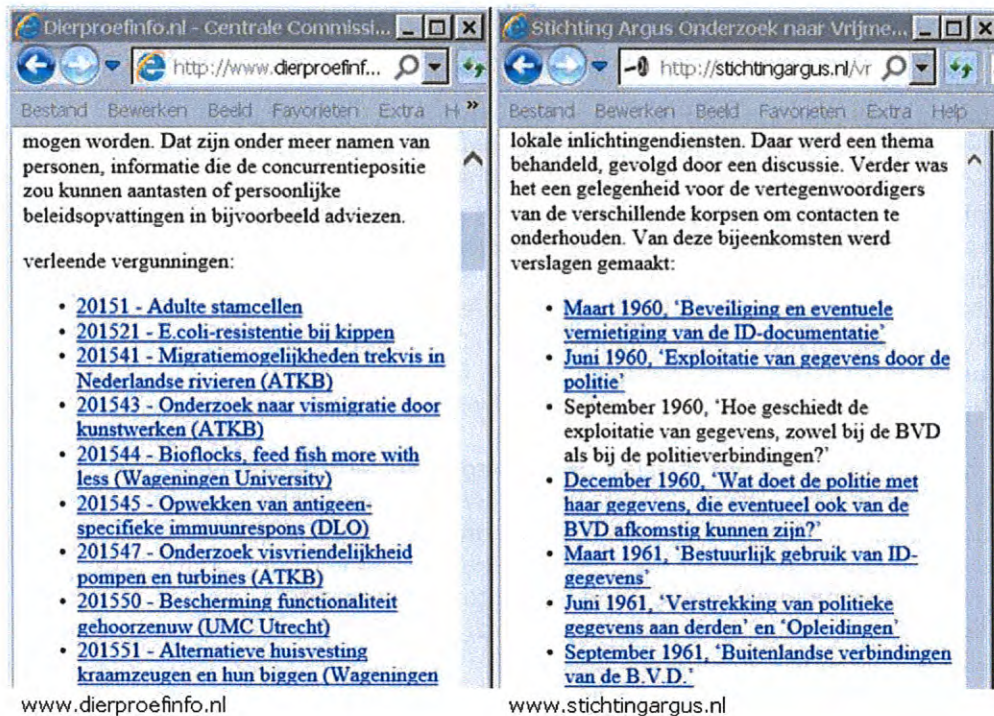 Dierproefinfo.nl - Centrale Commissi...
http://www.dierproefinf...
Bestand Bewerken Beeld Favorieten Extra H »
mogen worden. Dat zijn onder meer namen van
personen, informatie die de concurrentiepositie
zou kunnen aantasten of persoonlijke
beleidsopvattingen in bijvoorbeeld adviezen.
verleende vergunningen:
• 20151 - Adulte stamcellen
• 201521 - E.coli-resistentie bij kippen
• 201541 - Migratiemogelijkheden trekvis in
Nederlandse rivieren (ATKB)
• 201543 - Onderzoek naar vismigratie door
kunstwerken (ATKB)
• 201544 - Bioflocks, feed fish more with
less (Wageningen University)
• 201545 - Opwekken van antigeen-
specifieke immuunrespons (DLO)
• 201547 - Onderzoek visvriendelijkheid
pompen en turbines (ATKB)
• 201550 - Bescherming functionaliteit
gehoorzenuw (UMC Utrecht)
• 201551 - Alternatieve huisvesting
kraamzeugen en hun biggen (Wageningen
www.dierproefinfo.nl
Stichting Argus Onderzoek naar Vrijme...
http://stichtingargus.nl/vr
Bestand Bewerken Beeld Favorieten Extra Help
lokale inlichtingendiensten. Daar werd een thema
behandeld, gevolgd door een discussie. Verder was
het een gelegenheid voor de vertegenwoordigers
van de verschillende korpsen om contacten te
onderhouden. Van deze bijeenkomsten werd
verslagen gemaakt:
• Maart 1960, ‘Beveiliging en eventuele
vernietiging van de ID-documentatie’
• Juni 1960, ‘Exploitatie van gegevens door de
politie’
• September 1960, ‘Hoe geschiedt de
exploitatie van gegevens, zowel bij de BVD
als bij de politieverbindingen?’
• December 1960, ‘Wat doet de politie met
haar gegevens, die eventueel ook van de
BVD afkomstig kunnen zijn?’
• Maart 1961, ‘Bestuurlijk gebruik van ID-
gegevens’
• Juni 1961, ‘Verstrekking van politieke
gegevens aan derden’ en ‘Opleidingen’
• September 1961, ‘Buitenlandse verbindingen
van de B.V.D.’
www.stichtingargus.nl